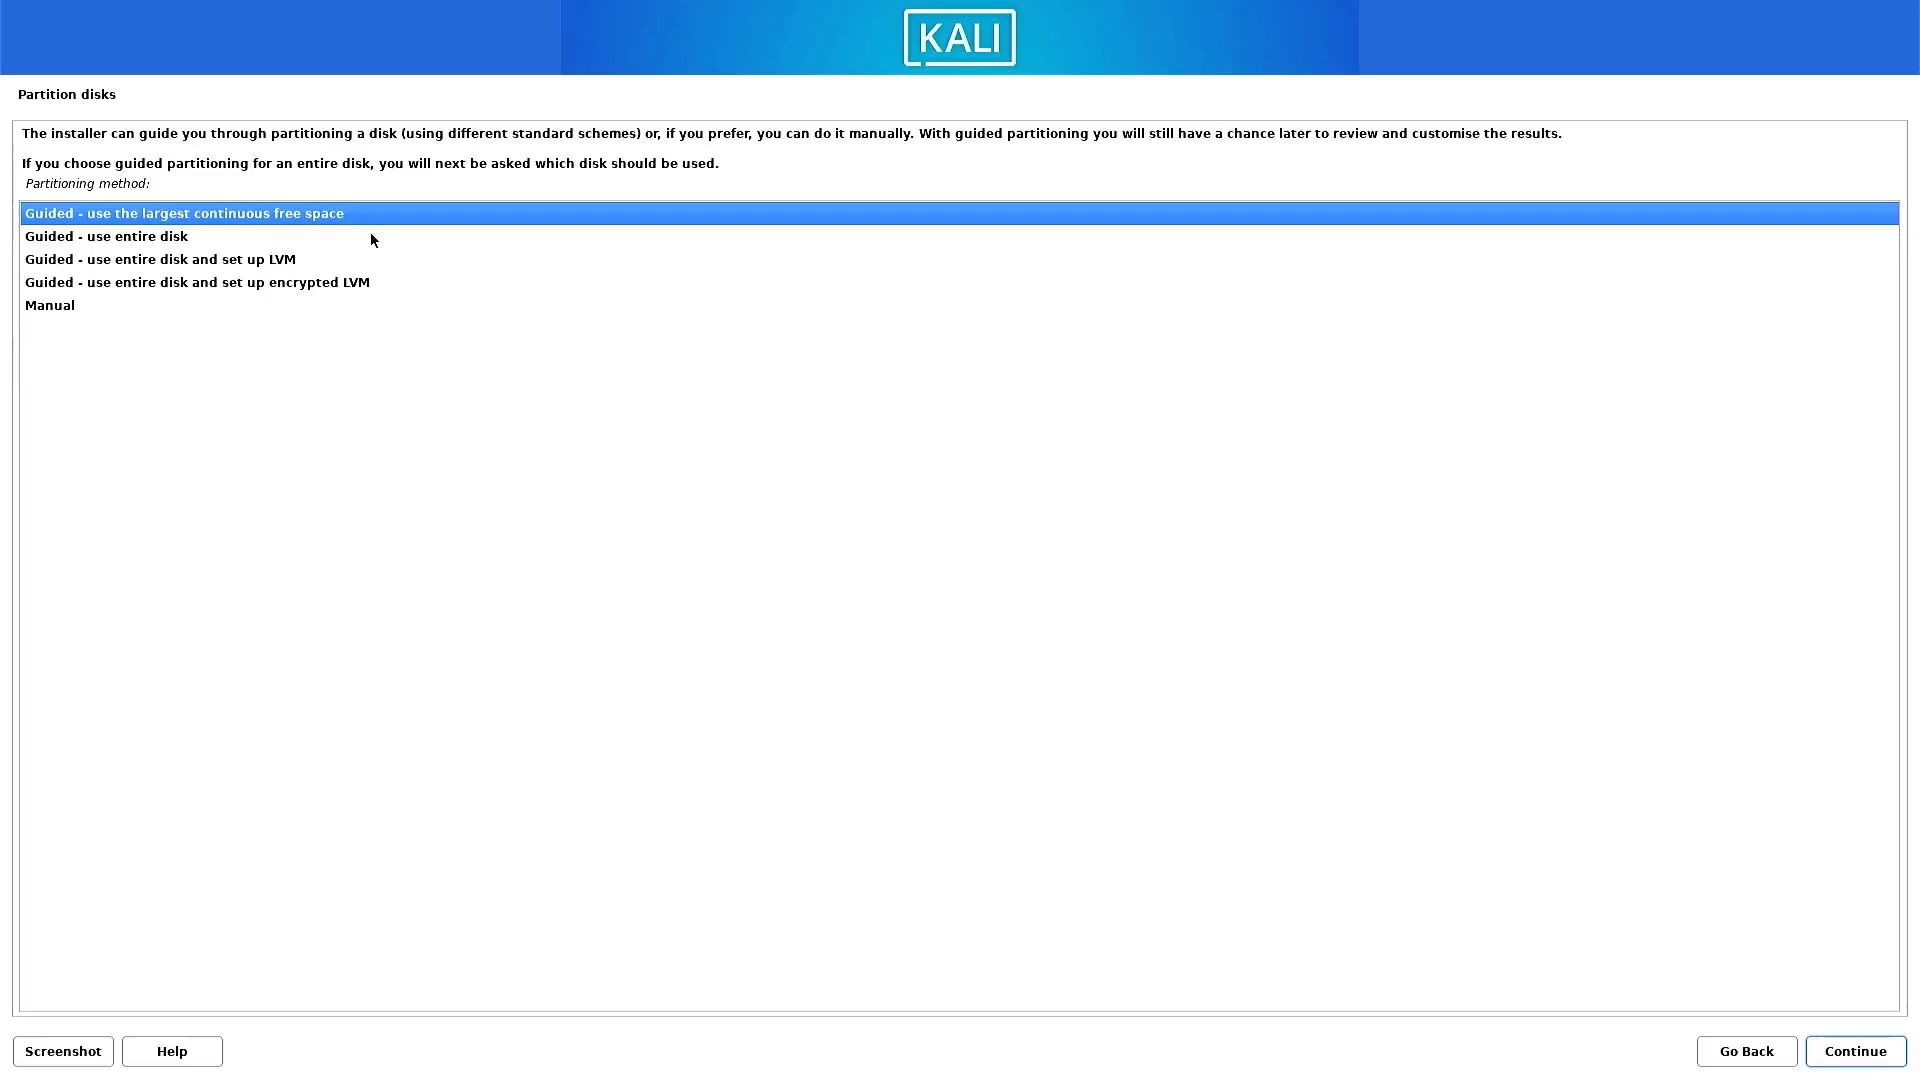 KALI
Partition disks
The installer can guide you through partitioning a disk (using different standard schemes) or, if you prefer, you can do it manually. With guided partitioning you will still have a chance later to review and customise the results.
If you choose guided partitioning for an entire disk, you will next be asked which disk should be used.
Partitioning method:
Guided - use the largest continuous free space
Guided - use entire disk
Guided - use entire disk and set up LVM
Guided - use entire disk and set up encrypted LVM
Manual
Screenshot Help Go Back Continue